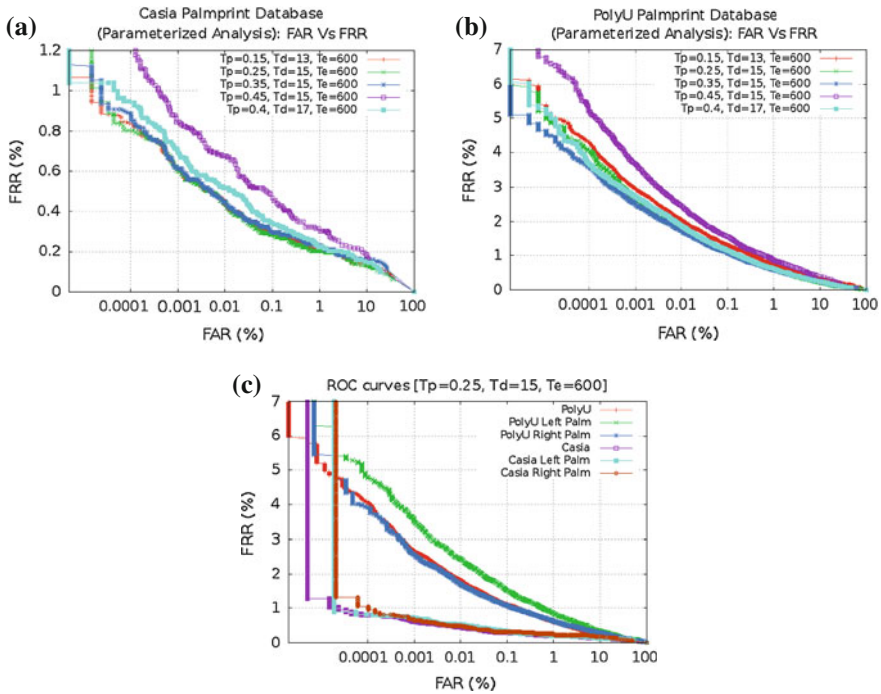 (a)
Casia Palmprint Database
(Parameterized Analysis): FAR Vs FRR
1.2
1
0.8
0.6
0.4
0.2
0
FRR (%)
Tp=0.15, Td=13, Te=600
Tp=0.25, Td=15, Te=600
Tp=0.35, Td=15, Te=600
Tp=0.45, Td=15, Te=600
Tp=0.4, Td=17, Te=600
0.0001 0.001 0.01 0.1 1 10 100
FAR (%)
(b)
PolyU Palmprint Database
(Parameterized Analysis): FAR Vs FRR
7
6
5
4
3
2
1
0
FRR (%)
Tp=0.15, Td=13, Te=600
Tp=0.25, Td=15, Te=600
Tp=0.35, Td=15, Te=600
Tp=0.45, Td=15, Te=600
Tp=0.4, Td=17, Te=600
0.0001 0.001 0.01 0.1 1 10 100
FAR (%)
(c)
ROC curves [Tp=0.25, Td=15, Te=600]
7
6
5
4
3
2
1
0
FRR (%)
PolyU
PolyU Left Palm
PolyU Right Palm
Casia
Casia Left Palm
Casia Right Palm
0.0001 0.001 0.01 0.1 1 10 100
FAR (%)